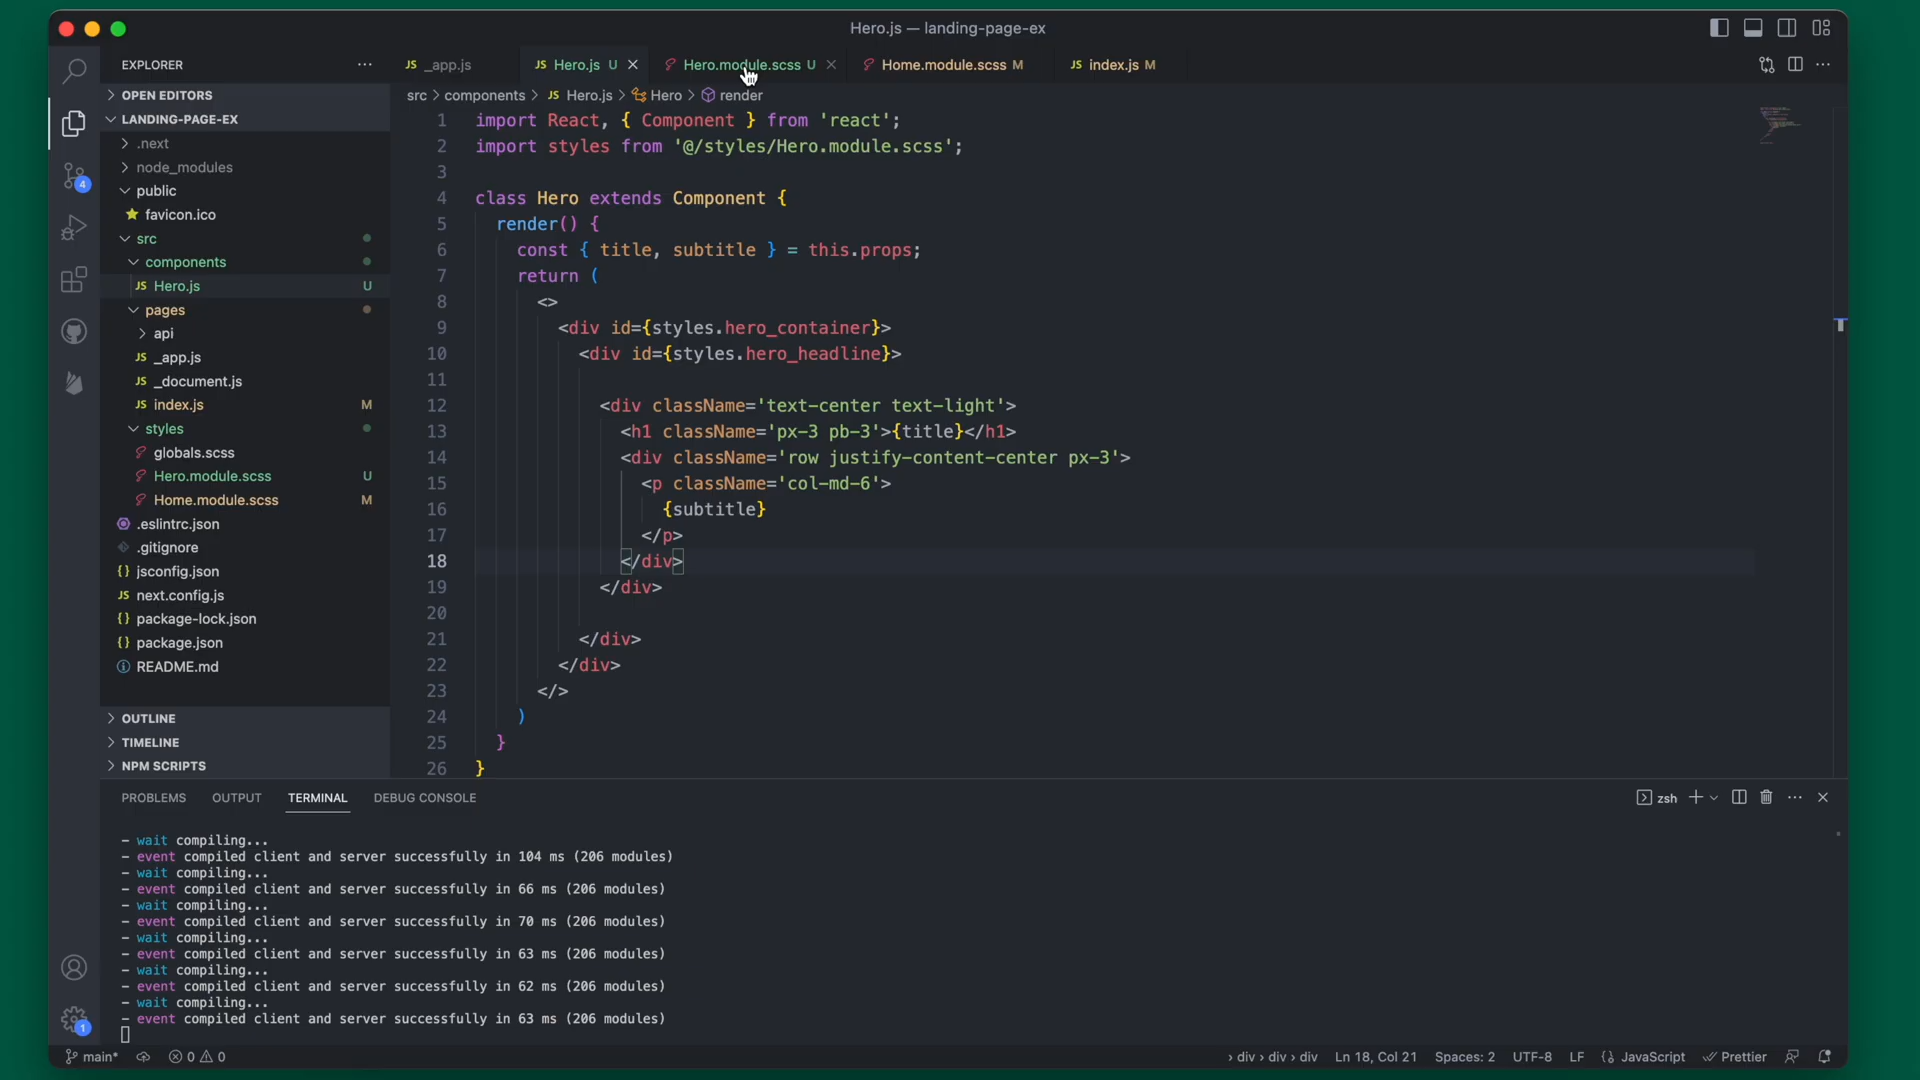 Hero.js — landing-page-ex
EXPLORER
JS _app.js
JS Hero.js U
Hero.module.scss U
Home.module.scss M
JS index.js M
OPEN EDITORS
src > components > JS Hero.js > Hero > render
LANDING-PAGE-EX
.next
node_modules
public
favicon.ico
src
components
JS Hero.js U
pages
api
JS _app.js
JS _document.js
JS index.js M
styles
globals.scss
Hero.module.scss U
Home.module.scss M
.eslintrc.json
.gitignore
{} jsconfig.json
JS next.config.js
{} package-lock.json
{} package.json
README.md
OUTLINE
TIMELINE
NPM SCRIPTS
4
1
1 import React, { Component } from 'react';
2 import styles from '@/styles/Hero.module.scss';
3
4 class Hero extends Component {
5 render() {
6 const { title, subtitle } = this.props;
7 return (
8 <>
9 <div id={styles.hero_container}>
10 <div id={styles.hero_headline}>
11
12 <div className='text-center text-light'>
13 <h1 className='px-3 pb-3'>{title}</h1>
14 <div className='row justify-content-center px-3'>
15 <p className='col-md-6'>
16 {subtitle}
17 </p>
18 </div>
19 </div>
20
21 </div>
22 </div>
23 </>
24 )
25 }
26 }
PROBLEMS
OUTPUT
TERMINAL
DEBUG CONSOLE
zsh
- wait compiling...
- event compiled client and server successfully in 104 ms (206 modules)
- wait compiling...
- event compiled client and server successfully in 66 ms (206 modules)
- wait compiling...
- event compiled client and server successfully in 70 ms (206 modules)
- wait compiling...
- event compiled client and server successfully in 63 ms (206 modules)
- wait compiling...
- event compiled client and server successfully in 62 ms (206 modules)
- wait compiling...
- event compiled client and server successfully in 63 ms (206 modules)
main* 0 0
› div › div › div Ln 18, Col 21 Spaces: 2 UTF-8 LF {} JavaScript Prettier